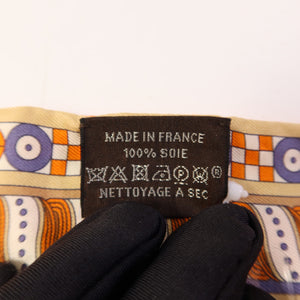 MADE IN FRANCE
100% SOIE
P ®
NETTOYAGE A SEC